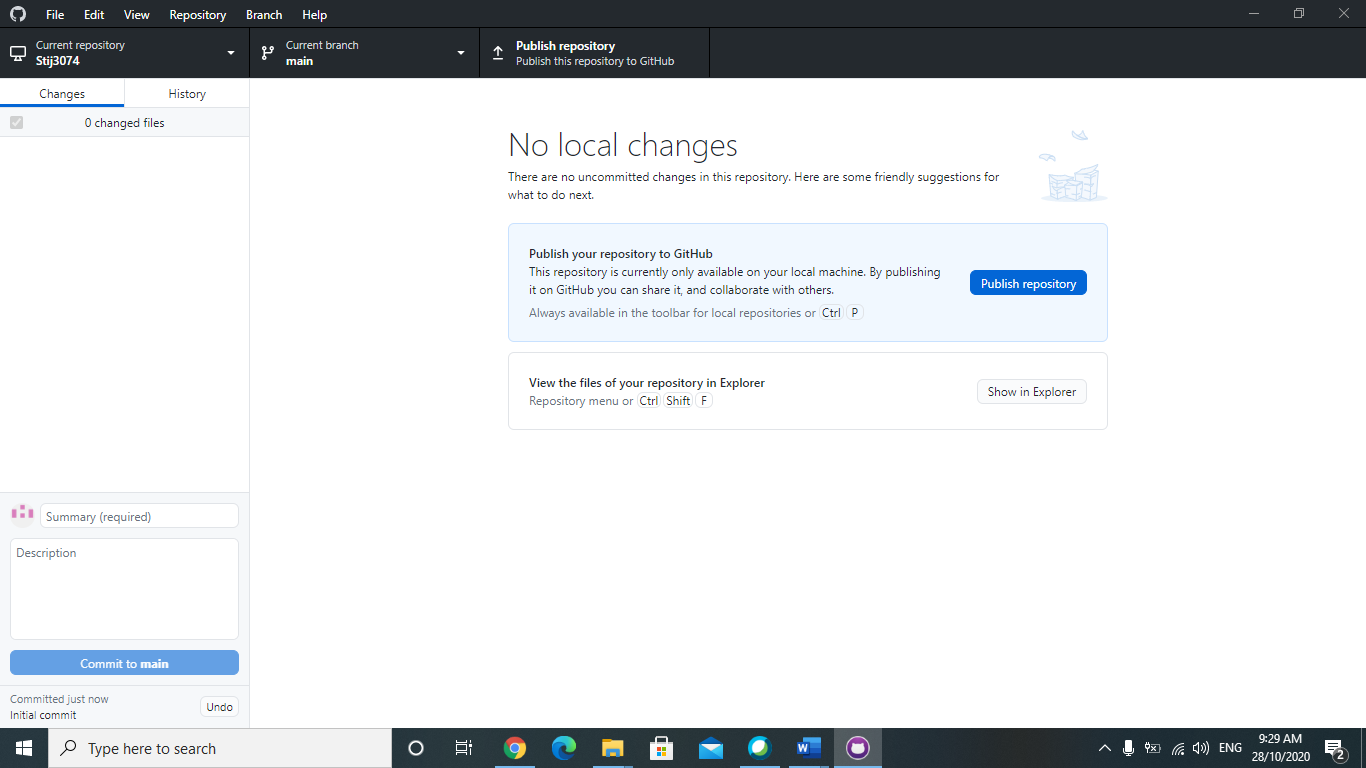 File Edit View Repository Branch Help
Current repository
Stij3074
Current branch
main
Publish repository
Publish this repository to GitHub
Changes History
0 changed files
No local changes
There are no uncommitted changes in this repository. Here are some friendly suggestions for
what to do next.
Publish your repository to GitHub
This repository is currently only available on your local machine. By publishing
it on GitHub you can share it, and collaborate with others.
Always available in the toolbar for local repositories or Ctrl P
Publish repository
View the files of your repository in Explorer
Repository menu or Ctrl Shift F
Show in Explorer
Summary (required)
Description
Commit to main
Committed just now
Initial commit
Undo
Type here to search
ENG
9:29 AM
28/10/2020
2